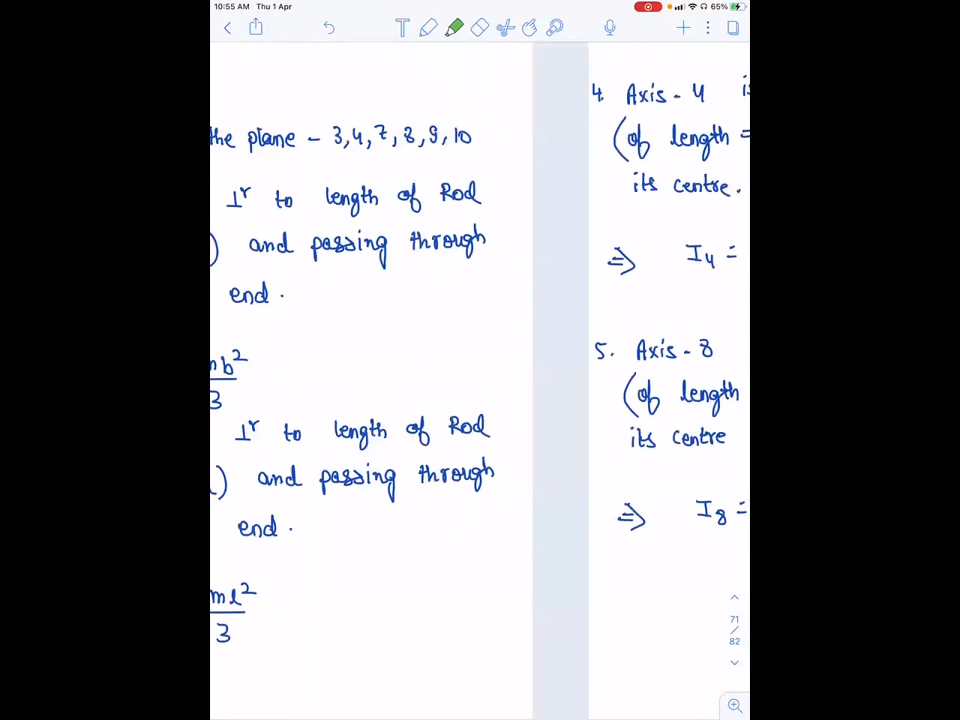 10:55 AM Thu 1 Apr
65%
the plane - 3,4,7,8,9,10
⊥r to length of Rod
) and passing through
end.
mb²
3
⊥r to length of Rod
) and passing through
end.
ml²
3
4. Axis - 4 is
(of length =
its centre.
⇒ I₄ =
5. Axis - 8
(of length
its centre
⇒ I₈ =
71
/
82